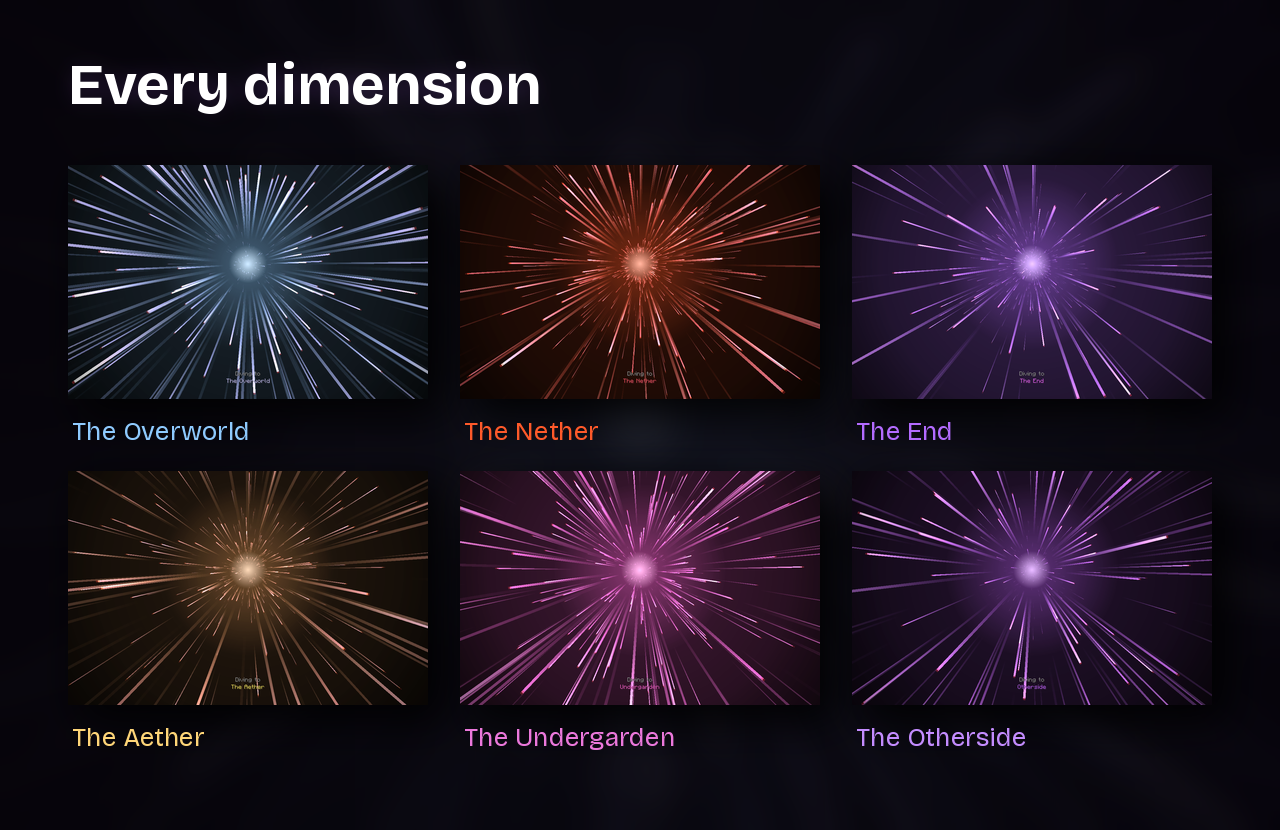 Every dimension
Diving to
The Overworld
Diving to
The Nether
Diving to
The End
The Overworld
The Nether
The End
Diving to
The Aether
Diving to
Undergarden
Diving to
Otherside
The Aether
The Undergarden
The Otherside